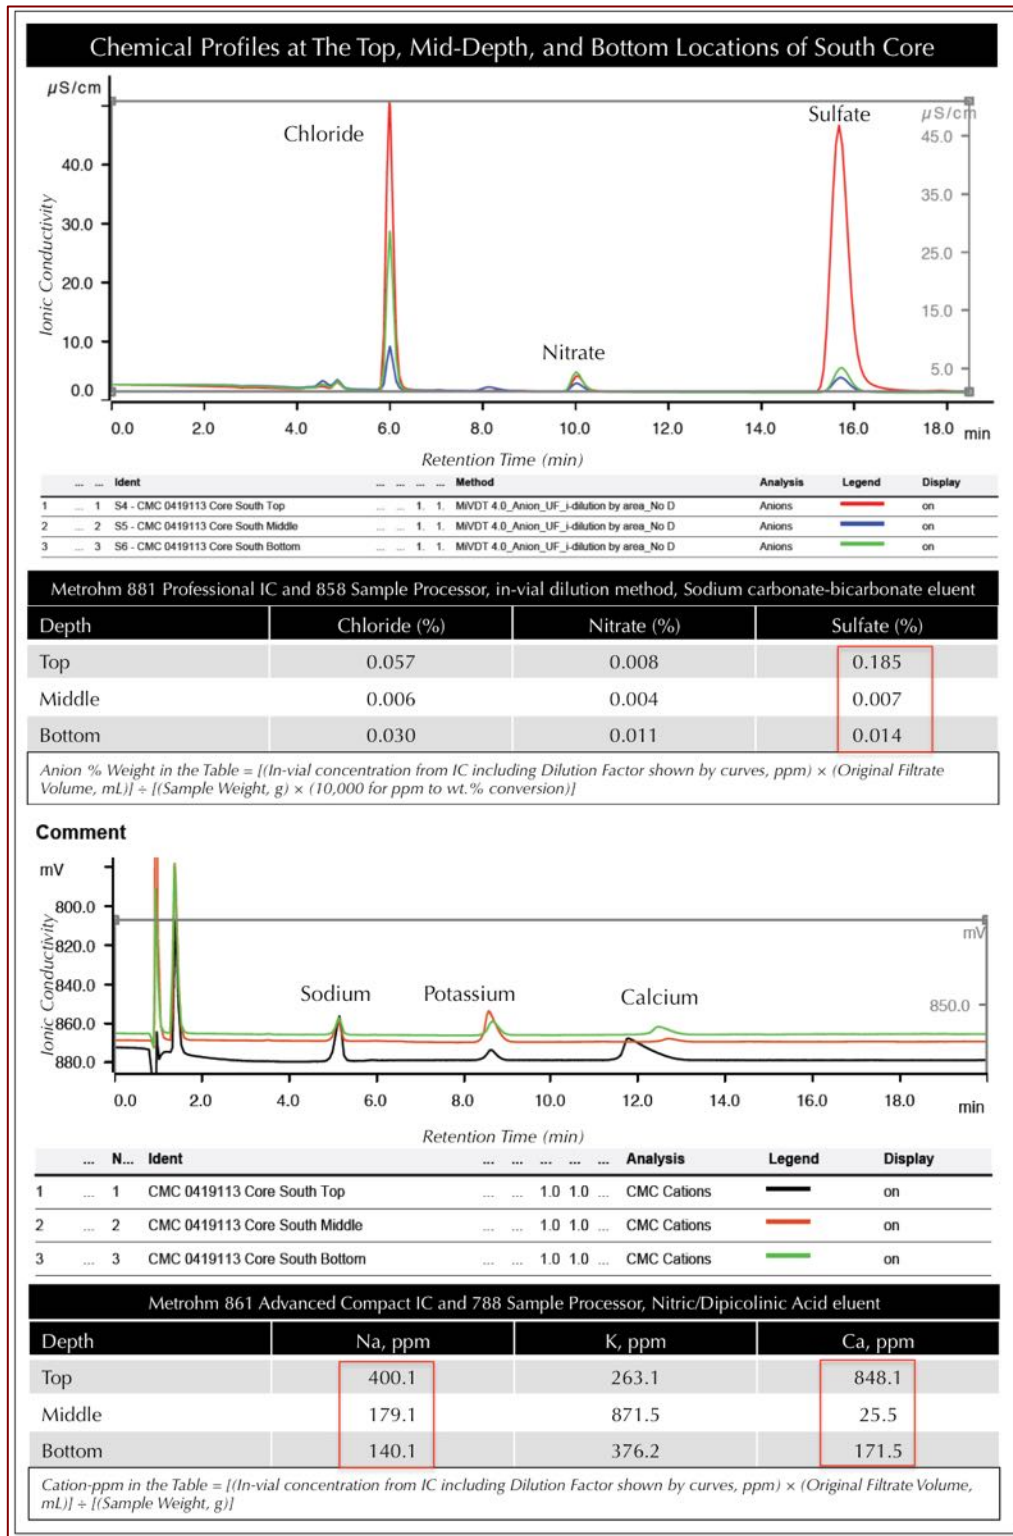 Chemical Profiles at The Top, Mid-Depth, and Bottom Locations of South Core
µS/cm
Chloride
Sulfate
µS/cm
45.0
40.0
35.0
30.0
Ionic Conductivity
25.0
20.0
15.0
10.0
Nitrate
5.0
0.0
0.0 2.0 4.0 6.0 8.0 10.0 12.0 14.0 16.0 18.0 min
Retention Time (min)
... ... Ident ... ... ... ... Method Analysis Legend Display
1 ... 1 S4 - CMC 0419113 Core South Top ... ... 1. 1. MiVDT 4.0_Anion_UF_i-dilution by area_No D Anions on
2 ... 2 S5 - CMC 0419113 Core South Middle ... ... 1. 1. MiVDT 4.0_Anion_UF_i-dilution by area_No D Anions on
3 ... 3 S6 - CMC 0419113 Core South Bottom ... ... 1. 1. MiVDT 4.0_Anion_UF_i-dilution by area_No D Anions on
Metrohm 881 Professional IC and 858 Sample Processor, in-vial dilution method, Sodium carbonate-bicarbonate eluent
Depth Chloride (%) Nitrate (%) Sulfate (%)
Top 0.057 0.008 0.185
Middle 0.006 0.004 0.007
Bottom 0.030 0.011 0.014
Anion % Weight in the Table = [(In-vial concentration from IC including Dilution Factor shown by curves, ppm) × (Original Filtrate
Volume, mL)] ÷ [(Sample Weight, g) × (10,000 for ppm to wt.% conversion)]
Comment
mV
800.0
mV
820.0
Ionic Conductivity
840.0
Sodium Potassium Calcium
850.0
860.0
880.0
0.0 2.0 4.0 6.0 8.0 10.0 12.0 14.0 16.0 18.0 min
Retention Time (min)
... N... Ident ... ... ... ... ... Analysis Legend Display
1 ... 1 CMC 0419113 Core South Top ... ... 1.0 1.0 ... CMC Cations on
2 ... 2 CMC 0419113 Core South Middle ... ... 1.0 1.0 ... CMC Cations on
3 ... 3 CMC 0419113 Core South Bottom ... ... 1.0 1.0 ... CMC Cations on
Metrohm 861 Advanced Compact IC and 788 Sample Processor, Nitric/Dipicolinic Acid eluent
Depth Na, ppm K, ppm Ca, ppm
Top 400.1 263.1 848.1
Middle 179.1 871.5 25.5
Bottom 140.1 376.2 171.5
Cation-ppm in the Table = [(In-vial concentration from IC including Dilution Factor shown by curves, ppm) × (Original Filtrate Volume,
mL)] ÷ [(Sample Weight, g)]